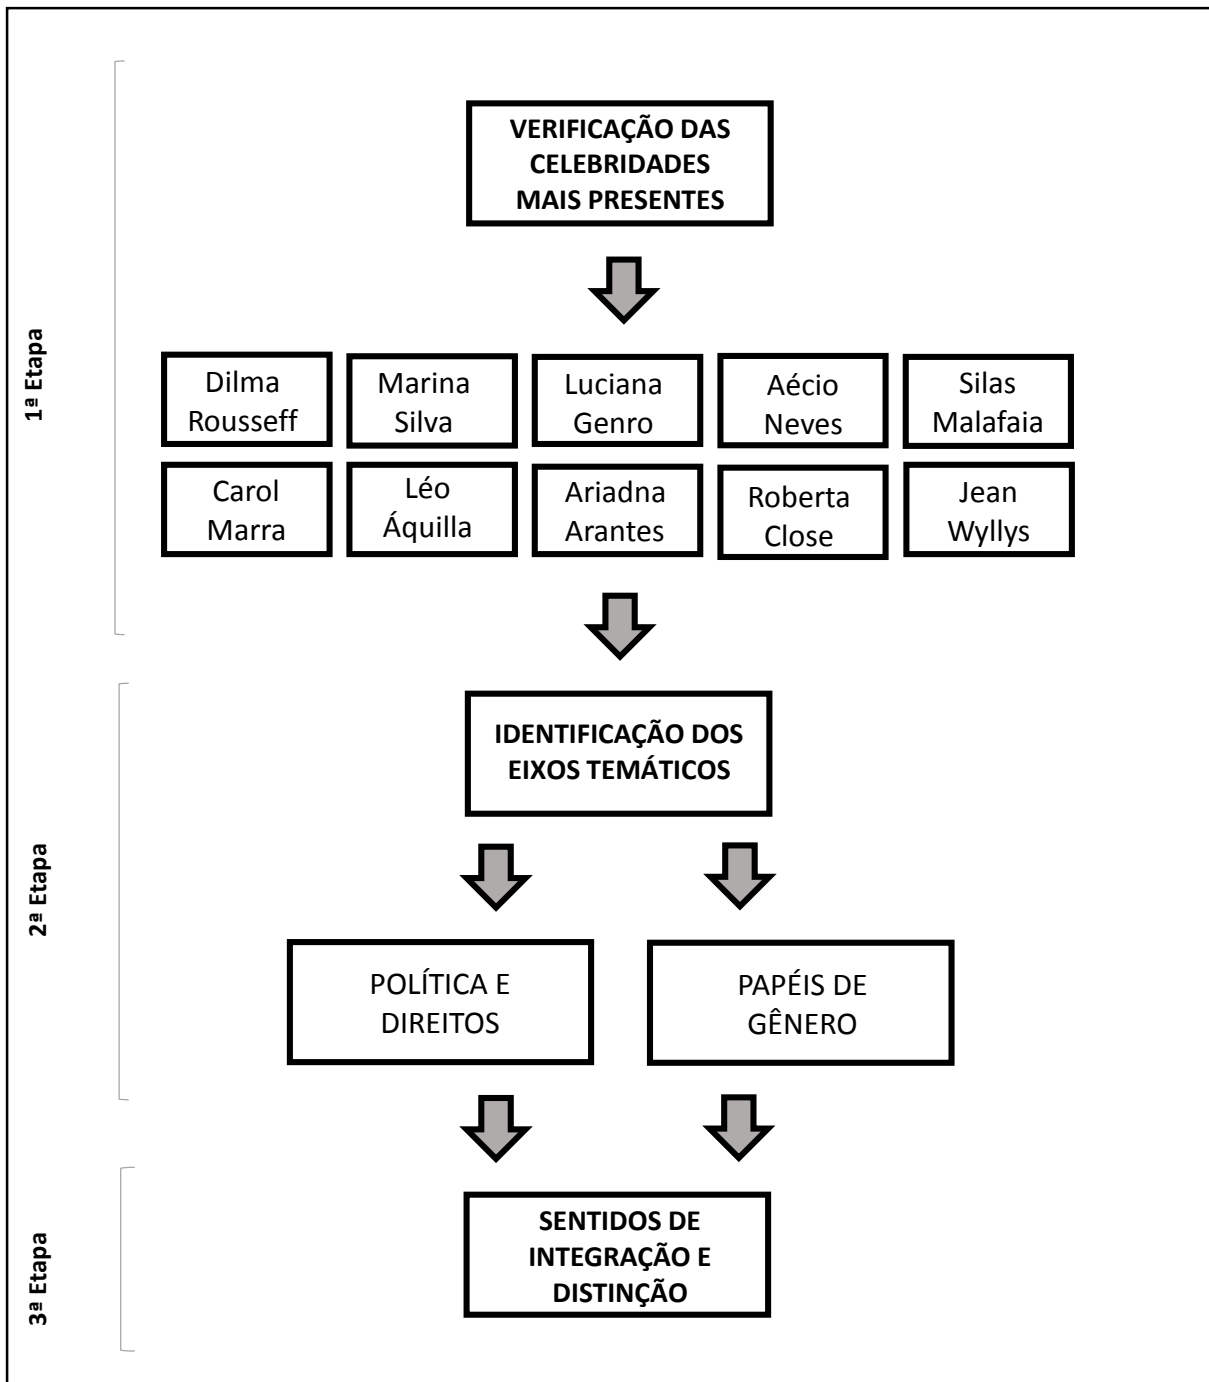 1ª Etapa
VERIFICAÇÃO DAS
CELEBRIDADES
MAIS PRESENTES
Dilma
Rousseff
Marina
Silva
Luciana
Genro
Aécio
Neves
Silas
Malafaia
Carol
Marra
Léo
Áquilla
Ariadna
Arantes
Roberta
Close
Jean
Wyllys
2ª Etapa
IDENTIFICAÇÃO DOS
EIXOS TEMÁTICOS
POLÍTICA E
DIREITOS
PAPÉIS DE
GÊNERO
3ª Etapa
SENTIDOS DE
INTEGRAÇÃO E
DISTINÇÃO